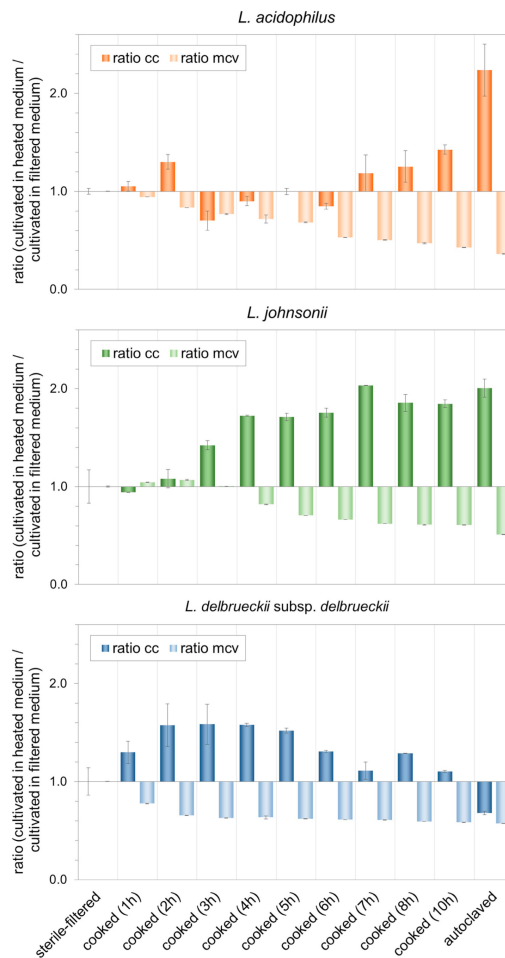 L. acidophilus
ratio (cultivated in heated medium /
cultivated in filtered medium)
ratio cc ratio mcv
2.0
1.0
0.0
L. johnsonii
ratio (cultivated in heated medium /
cultivated in filtered medium)
ratio cc ratio mcv
2.0
1.0
0.0
L. delbrueckii subsp. delbrueckii
ratio (cultivated in heated medium /
cultivated in filtered medium)
ratio cc ratio mcv
2.0
1.0
0.0
sterile-filtered
cooked (1h)
cooked (2h)
cooked (3h)
cooked (4h)
cooked (5h)
cooked (6h)
cooked (7h)
cooked (8h)
cooked (10h)
autoclaved